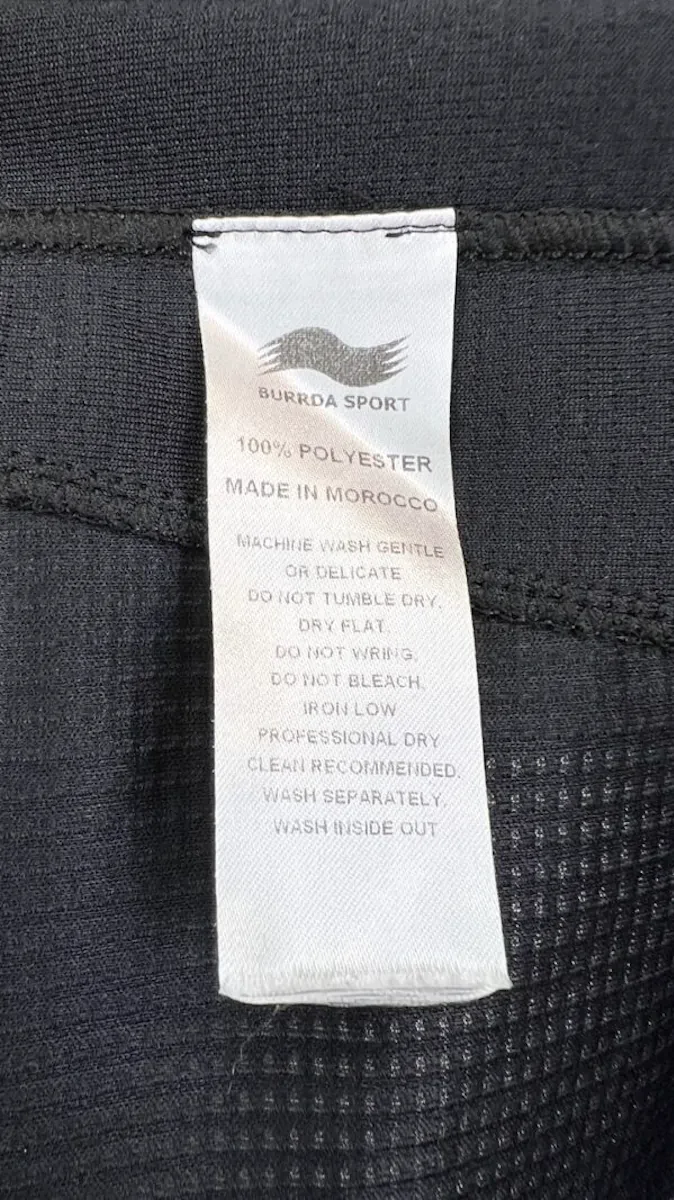 BURRDA SPORT
100% POLYESTER
MADE IN MOROCCO
MACHINE WASH GENTLE
OR DELICATE
DO NOT TUMBLE DRY.
DRY FLAT.
DO NOT WRING.
DO NOT BLEACH.
IRON LOW
PROFESSIONAL DRY
CLEAN RECOMMENDED.
WASH SEPARATELY.
WASH INSIDE OUT